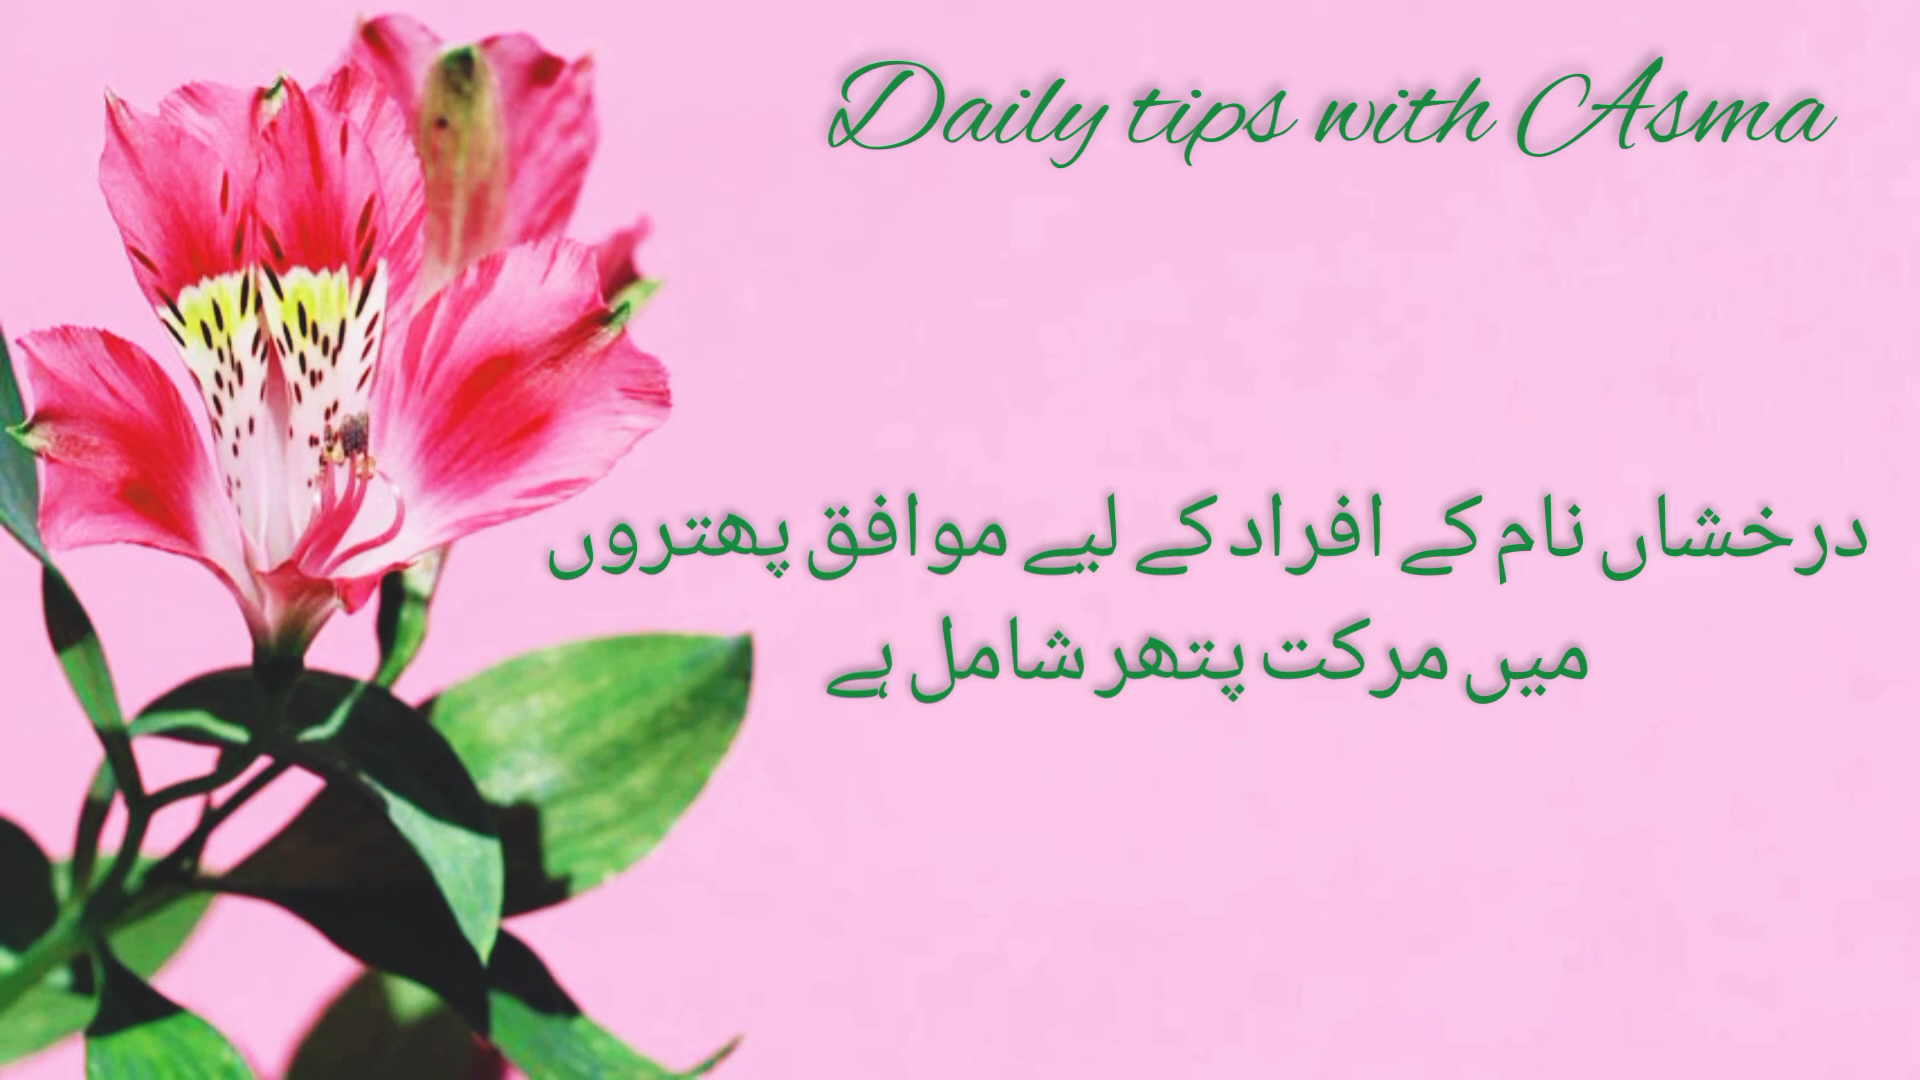 Daily tips with Asma
درخشاں نام کے افراد کے لیے موافق پھتروں
میں مرکت پتھر شامل ہے